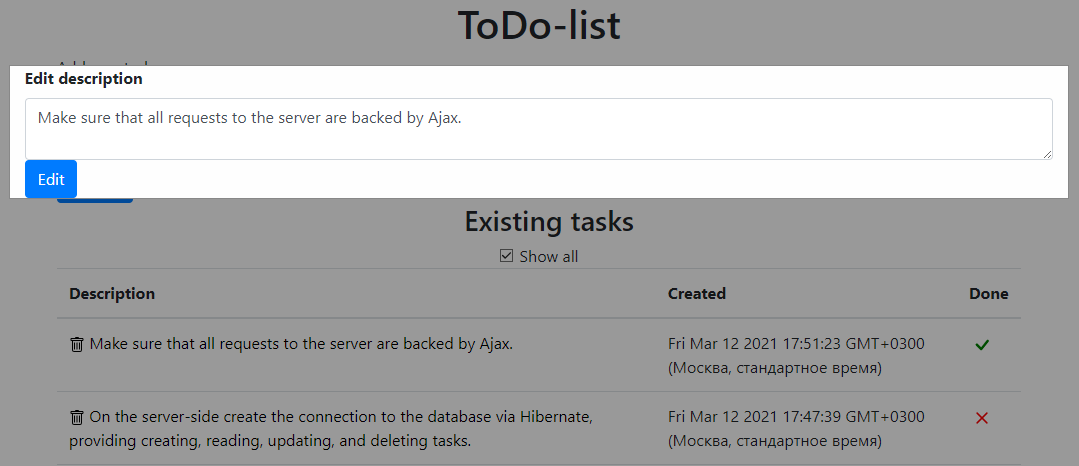 ToDo-list
Edit description
Make sure that all requests to the server are backed by Ajax.
Edit
Existing tasks
Show all
Description Created Done
Make sure that all requests to the server are backed by Ajax. Fri Mar 12 2021 17:51:23 GMT+0300
(Москва, стандартное время)
On the server-side create the connection to the database via Hibernate, Fri Mar 12 2021 17:47:39 GMT+0300
providing creating, reading, updating, and deleting tasks. (Москва, стандартное время)